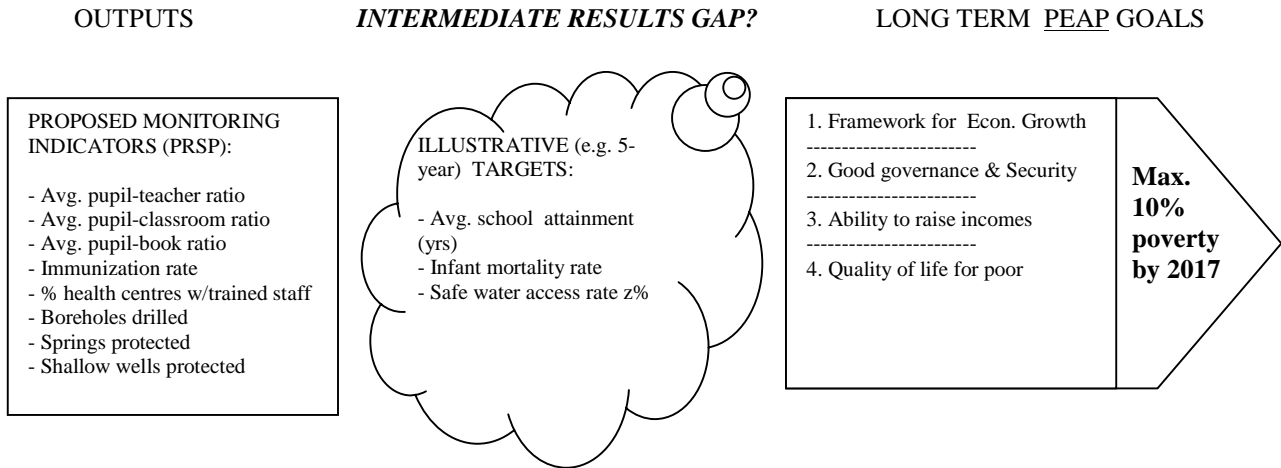 OUTPUTS
INTERMEDIATE RESULTS GAP?
LONG TERM PEAP GOALS
PROPOSED MONITORING
INDICATORS (PRSP):
- Avg. pupil-teacher ratio
- Avg. pupil-classroom ratio
- Avg. pupil-book ratio
- Immunization rate
- % health centres w/trained staff
- Boreholes drilled
- Springs protected
- Shallow wells protected
ILLUSTRATIVE (e.g. 5-
year) TARGETS:
- Avg. school attainment
(yrs)
- Infant mortality rate
- Safe water access rate z%
1. Framework for Econ. Growth
------------------------
2. Good governance & Security
------------------------
3. Ability to raise incomes
------------------------
4. Quality of life for poor
Max.
10%
poverty
by 2017